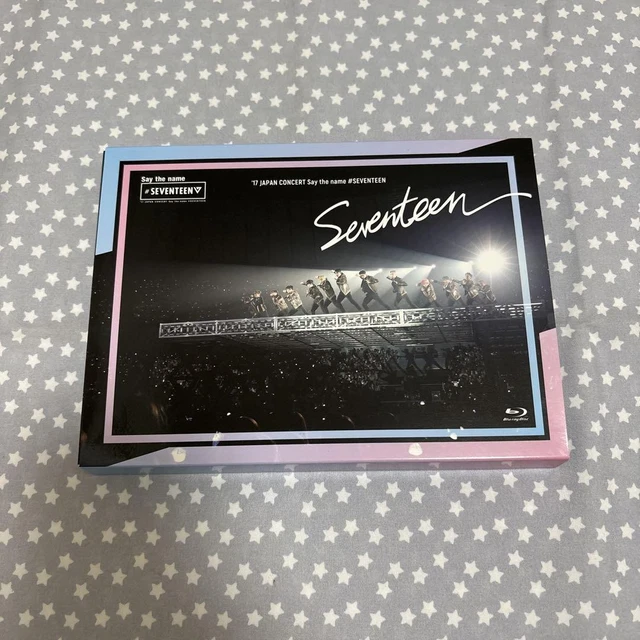 Say the name
#SEVENTEEN
'17 JAPAN CONCERT Say the name #SEVENTEEN
Seventeen
Blu-ray Disc